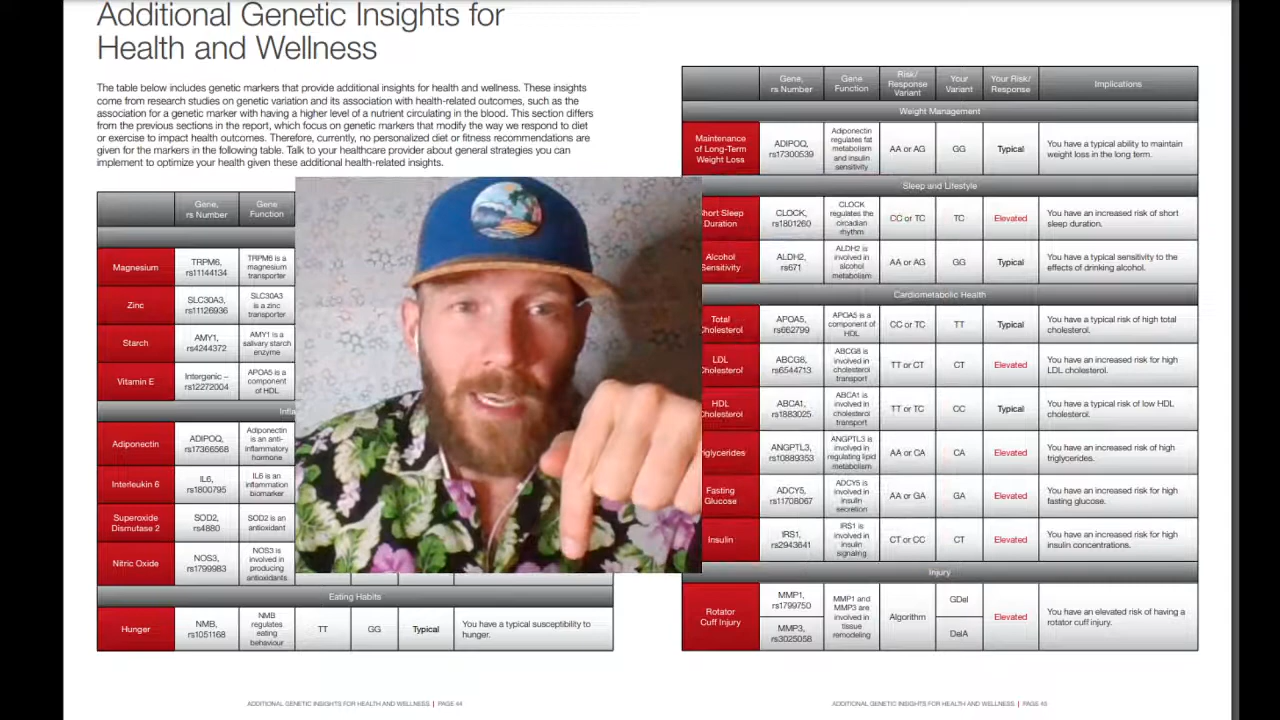 Additional Genetic Insights for
Health and Wellness
The table below includes genetic markers that provide additional insights for health and wellness. These insights
come from research studies on genetic variation and its association with health-related outcomes, such as the
association for a genetic marker with having a higher level of a nutrient circulating in the blood. This section differs
from the previous sections in the report, which focus on genetic markers that modify the way we respond to diet
or exercise to impact health outcomes. Therefore, currently, no personalized diet or fitness recommendations are
given for the markers in the following table. Talk to your healthcare provider about general strategies you can
implement to optimize your health given these additional health-related insights.
Gene,
rs Number
Gene
Function
Magnesium
TRPM6,
rs11144134
TRPM6 is a
magnesium
transporter
Zinc
SLC30A3,
rs11126936
SLC30A3
is a zinc
transporter
Starch
AMY1,
rs4244372
AMY1 is a
salivary starch
enzyme
Vitamin E
Intergenic –
rs12272004
APOA5 is a
component
of HDL
Adiponectin
ADIPOQ,
rs17366568
Adiponectin
is an anti-
inflammatory
hormone
Interleukin 6
IL6,
rs1800795
IL6 is an
inflammation
biomarker
Superoxide
Dismutase 2
SOD2,
rs4880
SOD2 is an
antioxidant
Nitric Oxide
NOS3,
rs1799983
NOS3 is
involved in
producing
antioxidants
Eating Habits
Hunger
NMB,
rs1051168
NMB
regulates
eating
behaviour
TT
GG
Typical
You have a typical susceptibility to
hunger.
ADDITIONAL GENETIC INSIGHTS FOR HEALTH AND WELLNESS | PAGE 44
Gene,
rs Number
Gene
Function
Risk/
Response
Variant
Your
Variant
Your Risk/
Response
Implications
Weight Management
Maintenance
of Long-Term
Weight Loss
ADIPOQ,
rs17300539
Adiponectin
regulates fat
metabolism
and insulin
sensitivity
AA or AG
GG
Typical
You have a typical ability to maintain
weight loss in the long term.
Sleep and Lifestyle
Short Sleep
Duration
CLOCK,
rs1801260
CLOCK
regulates the
circadian
rhythm
CC or TC
TC
Elevated
You have an increased risk of short
sleep duration.
Alcohol
Sensitivity
ALDH2,
rs671
ALDH2 is
involved in
alcohol
metabolism
AA or AG
GG
Typical
You have a typical sensitivity to the
effects of drinking alcohol.
Cardiometabolic Health
Total
Cholesterol
APOA5,
rs662799
APOA5 is a
component of
HDL
CC or TC
TT
Typical
You have a typical risk of high total
cholesterol.
LDL
Cholesterol
ABCG8,
rs6544713
ABCG8 is
involved in
cholesterol
transport
TT or CT
CT
Elevated
You have an increased risk for high
LDL cholesterol.
HDL
Cholesterol
ABCA1,
rs1883025
ABCA1 is
involved in
cholesterol
transport
TT or TC
CC
Typical
You have a typical risk of low HDL
cholesterol.
iglycerides
ANGPTL3,
rs10889353
ANGPTL3 is
involved in
regulating lipid
metabolism
AA or CA
CA
Elevated
You have an increased risk of high
triglycerides.
Fasting
Glucose
ADCY5,
rs11708067
ADCY5 is
involved in
insulin
secretion
AA or GA
GA
Elevated
You have an increased risk for high
fasting glucose.
Insulin
IRS1,
rs2943641
IRS1 is
involved in
insulin
signaling
CT or CC
CT
Elevated
You have an increased risk for high
insulin concentrations.
Injury
Rotator
Cuff Injury
MMP1,
rs1799750
MMP3,
rs3025058
MMP1 and
MMP3 are
involved in
tissue
remodeling
Algorithm
GDel
DelA
Elevated
You have an elevated risk of having a
rotator cuff injury.
ADDITIONAL GENETIC INSIGHTS FOR HEALTH AND WELLNESS | PAGE 45